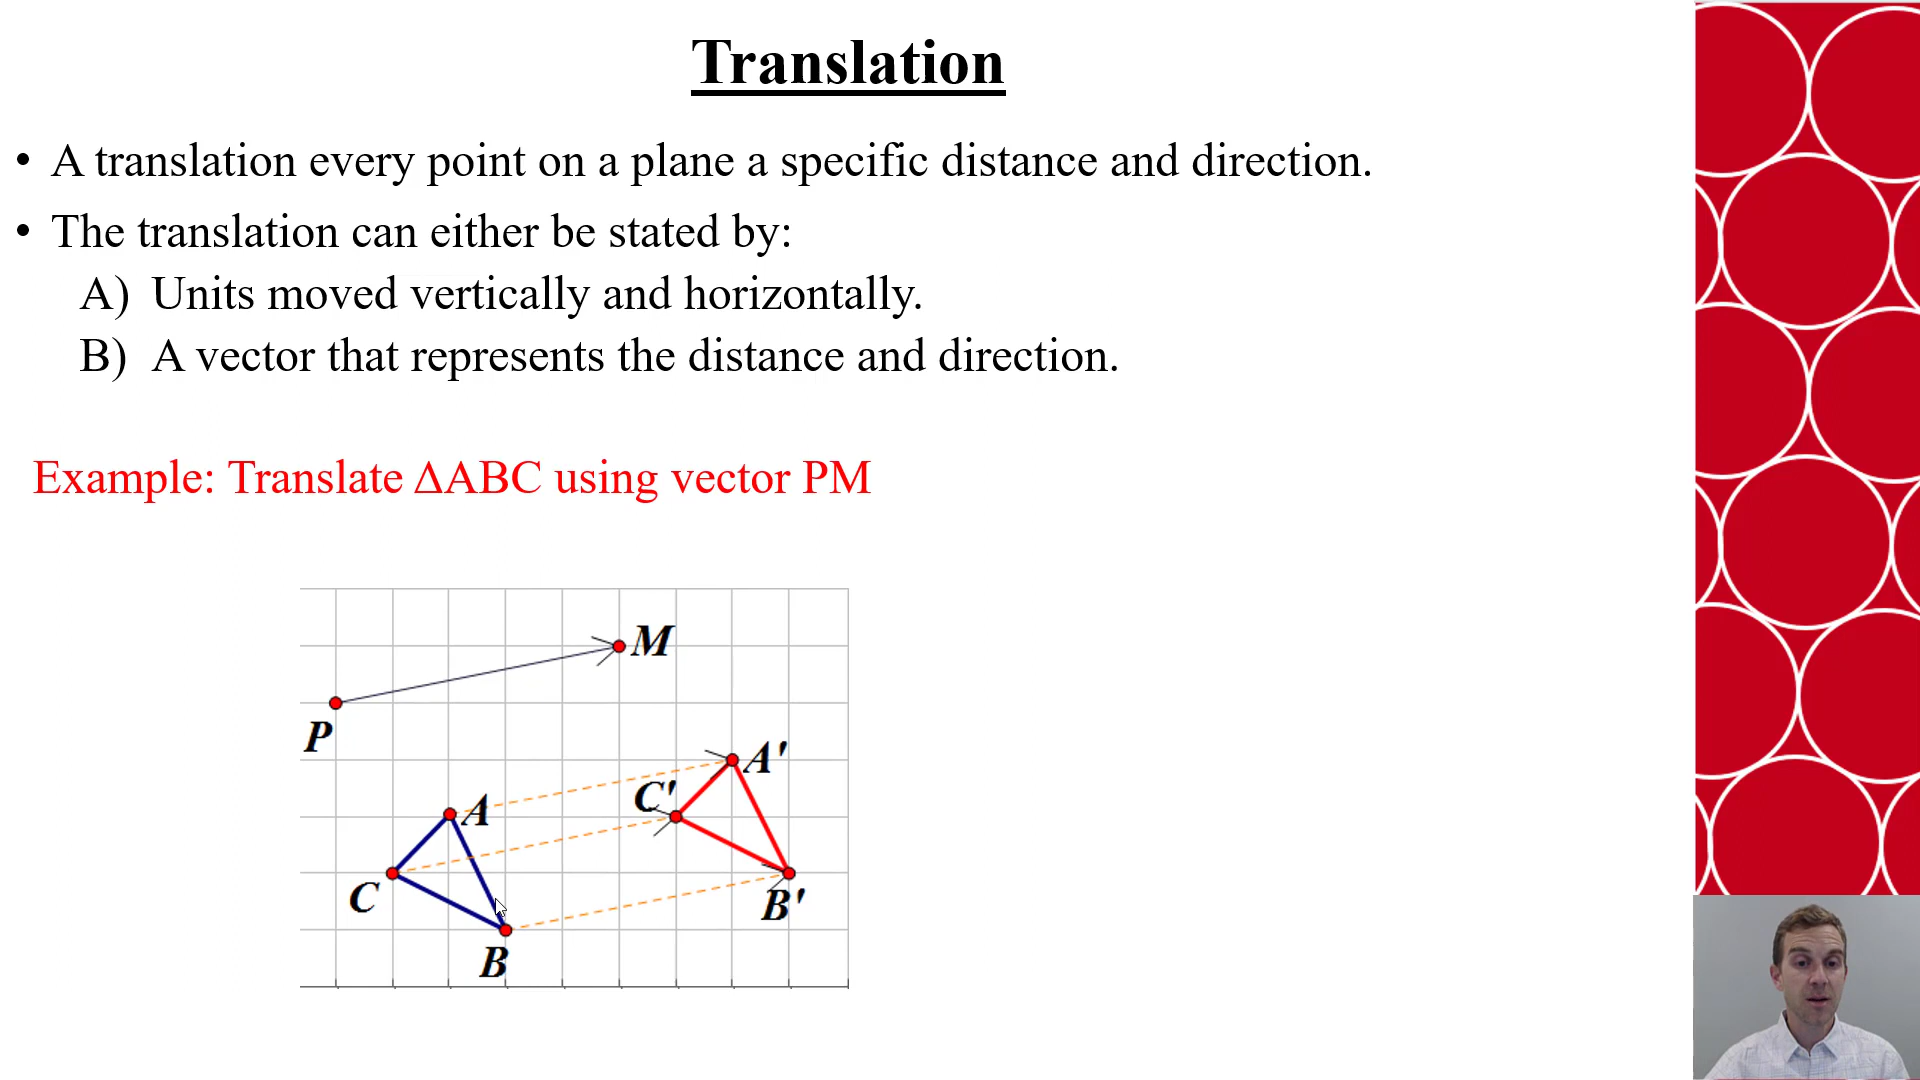 Translation
• A translation every point on a plane a specific distance and direction.
• The translation can either be stated by:
A) Units moved vertically and horizontally.
B) A vector that represents the distance and direction.
Example: Translate ΔABC using vector PM
M
P
A'
C'
A
C
B'
B